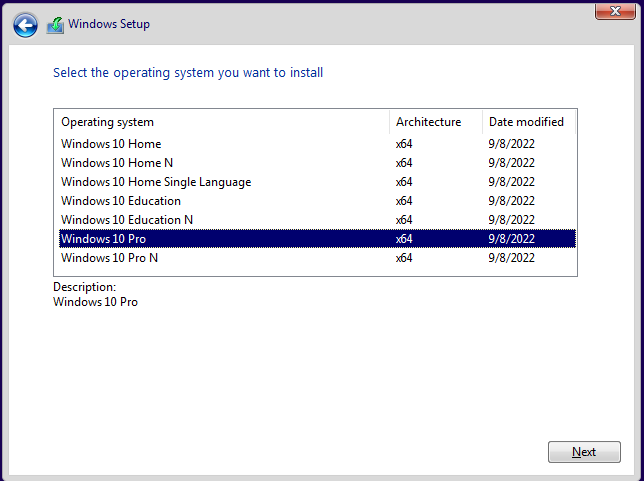 Windows Setup
Select the operating system you want to install
Operating system Architecture Date modified
Windows 10 Home x64 9/8/2022
Windows 10 Home N x64 9/8/2022
Windows 10 Home Single Language x64 9/8/2022
Windows 10 Education x64 9/8/2022
Windows 10 Education N x64 9/8/2022
Windows 10 Pro x64 9/8/2022
Windows 10 Pro N x64 9/8/2022
Description:
Windows 10 Pro
Next